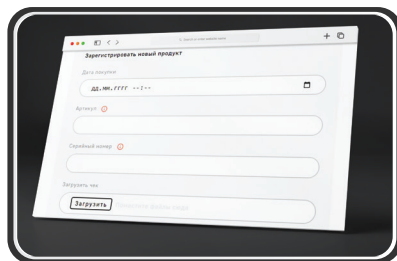 Зарегистрировать новый продукт
Дата покупки
ДД.ММ.ГГГГ --:--
Артикул
Серийный номер
Загрузить чек
Загрузить